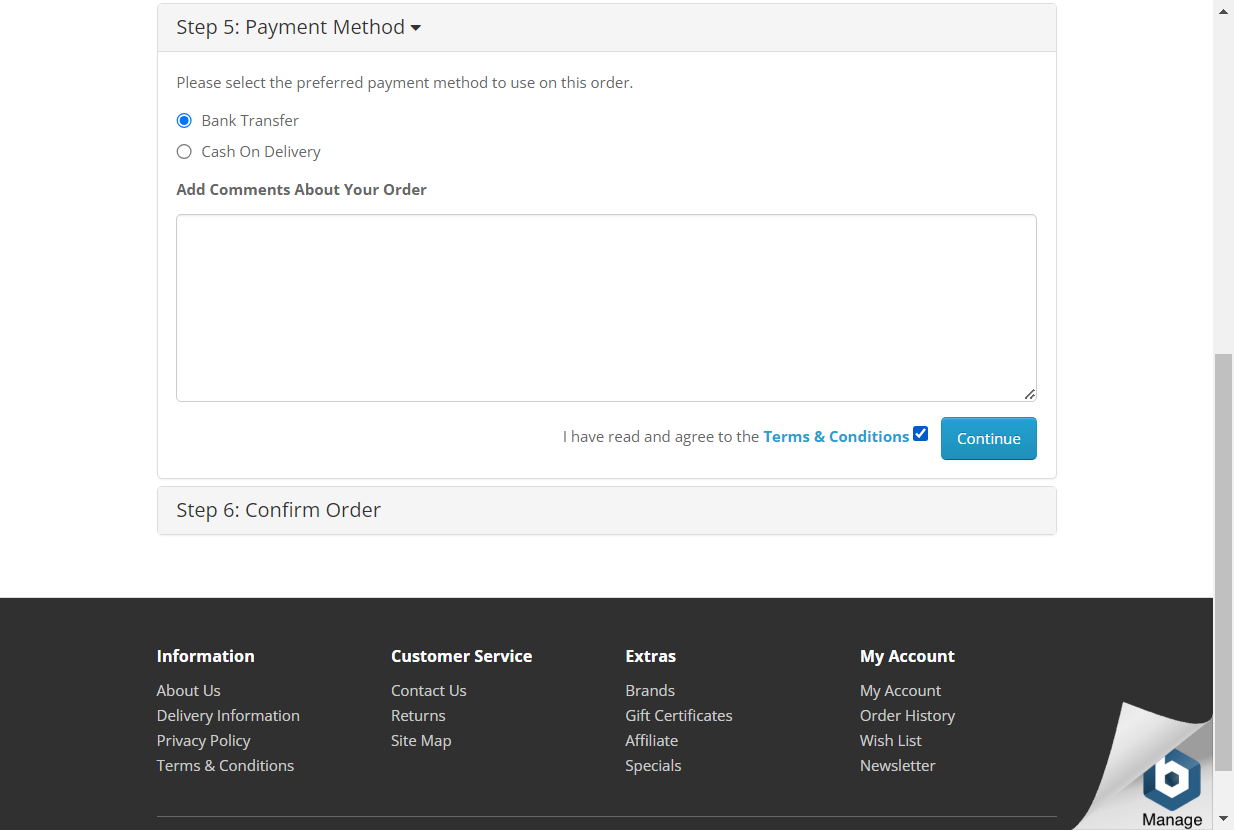 Step 5: Payment Method
Please select the preferred payment method to use on this order.
Bank Transfer
Cash On Delivery
Add Comments About Your Order
I have read and agree to the Terms & Conditions
Continue
Step 6: Confirm Order
Information
About Us
Delivery Information
Privacy Policy
Terms & Conditions
Customer Service
Contact Us
Returns
Site Map
Extras
Brands
Gift Certificates
Affiliate
Specials
My Account
My Account
Order History
Wish List
Newsletter
b
Manage